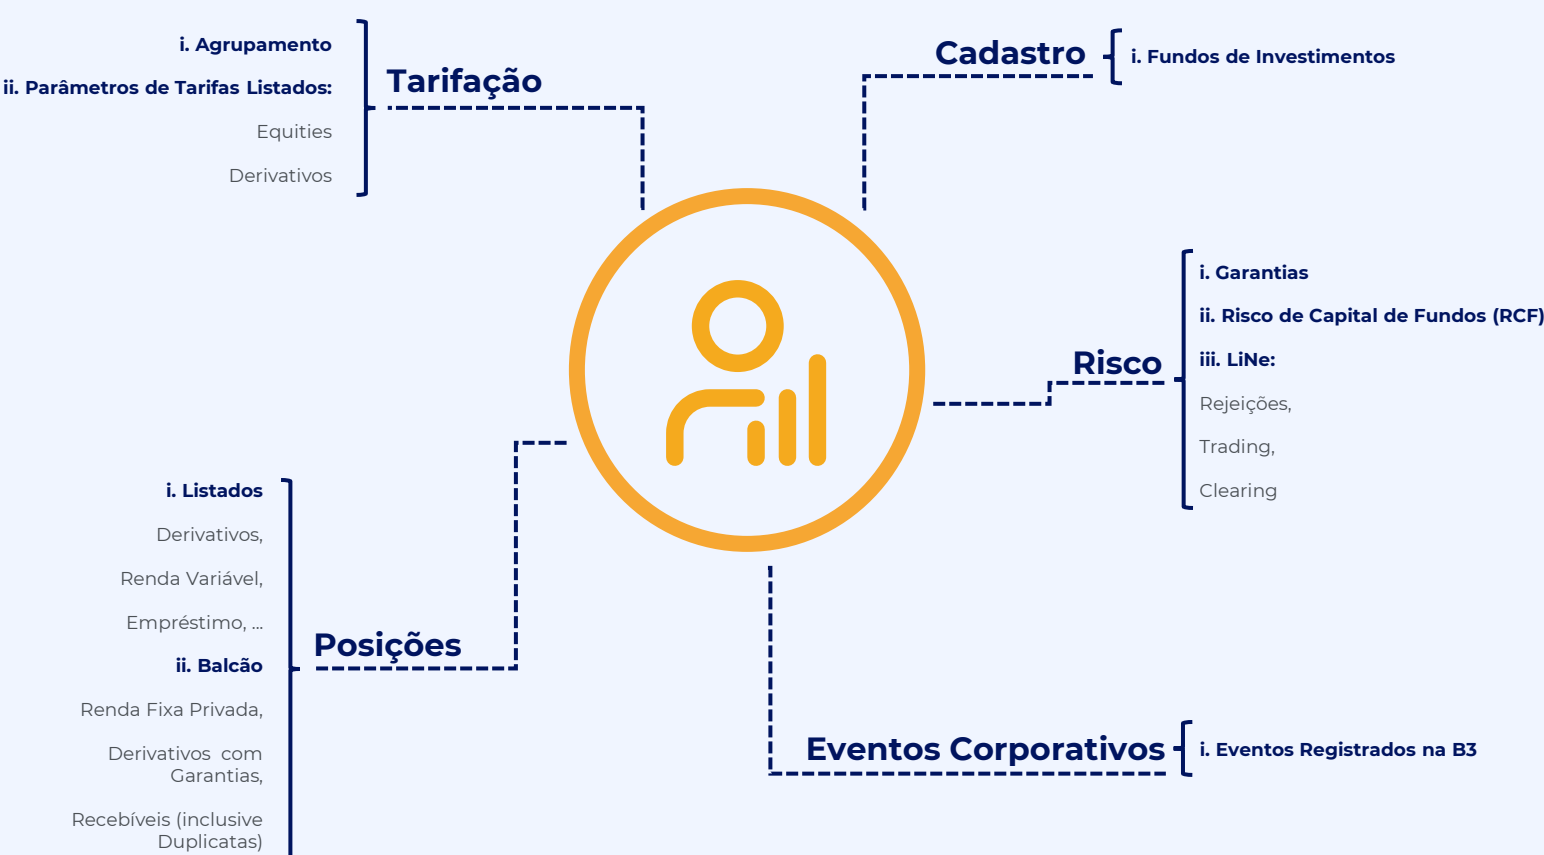 Tarifação
i. Agrupamento
ii. Parâmetros de Tarifas Listados:
Equities
Derivativos
Cadastro
i. Fundos de Investimentos
Risco
i. Garantias
ii. Risco de Capital de Fundos (RCF)
iii. LiNe:
Rejeições,
Trading,
Clearing
Posições
i. Listados
Derivativos,
Renda Variável,
Empréstimo, ...
ii. Balcão
Renda Fixa Privada,
Derivativos com
Garantias,
Recebíveis (inclusive
Duplicatas)
Eventos Corporativos
i. Eventos Registrados na B3